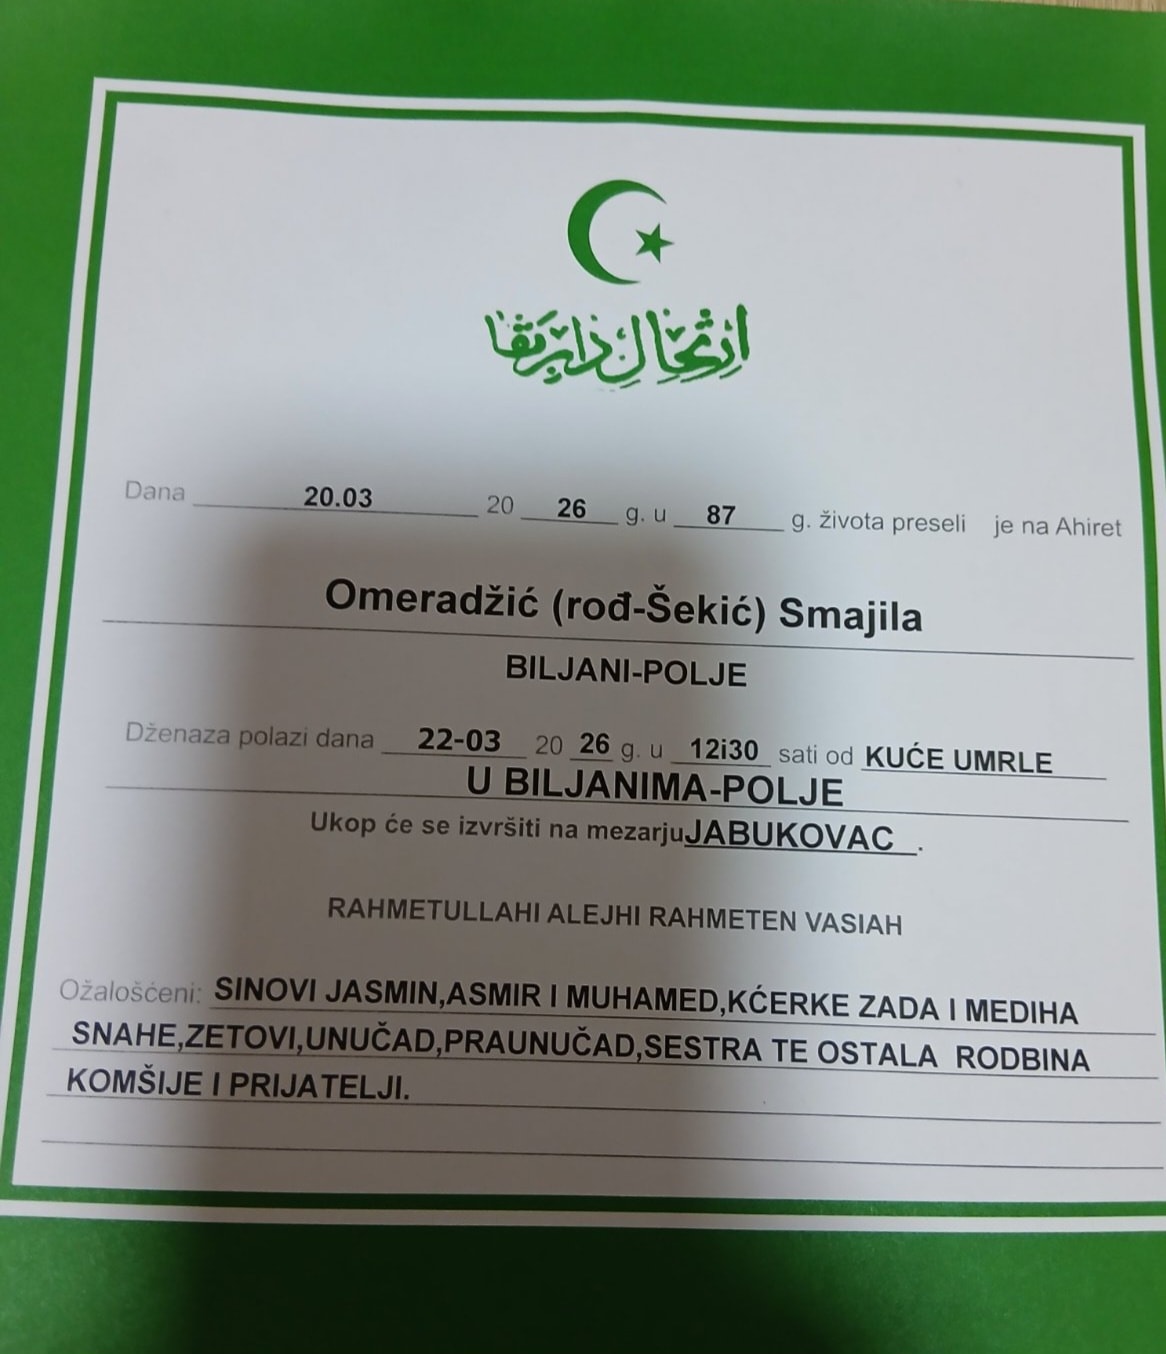 انتحال دار بقا
Dana 20.03 20 26 g. u 87 g. života preseli je na Ahiret
Omeradžić (rođ-Šekić) Smajila
BILJANI-POLJE
Dženaza polazi dana 22-03 20 26 g. u 12i30 sati od KUĆE UMRLE
U BILJANIMA-POLJE
Ukop će se izvršiti na mezarjuJABUKOVAC .
RAHMETULLAHI ALEJHI RAHMETEN VASIAH
Ožalošćeni: SINOVI JASMIN,ASMIR I MUHAMED,KĆERKE ZADA I MEDIHA
SNAHE,ZETOVI,UNUČAD,PRAUNUČAD,SESTRA TE OSTALA RODBINA
KOMŠIJE I PRIJATELJI.